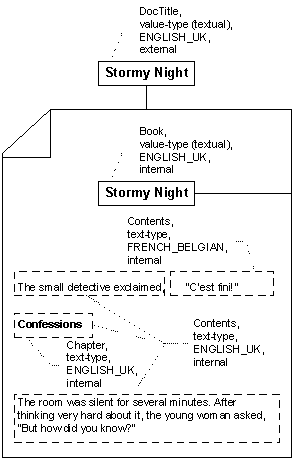 DocTitle,
value-type (textual),
ENGLISH_UK,
external
Stormy Night
Book,
value-type (textual),
ENGLISH_UK,
internal
Stormy Night
Contents,
text-type,
FRENCH_BELGIAN,
internal
The small detective exclaimed, "C'est fini!"
Confessions
Contents,
text-type,
ENGLISH_UK,
internal
Chapter,
text-type,
ENGLISH_UK,
internal
The room was silent for several minutes. After
thinking very hard about it, the young woman asked,
"But how did you know?"